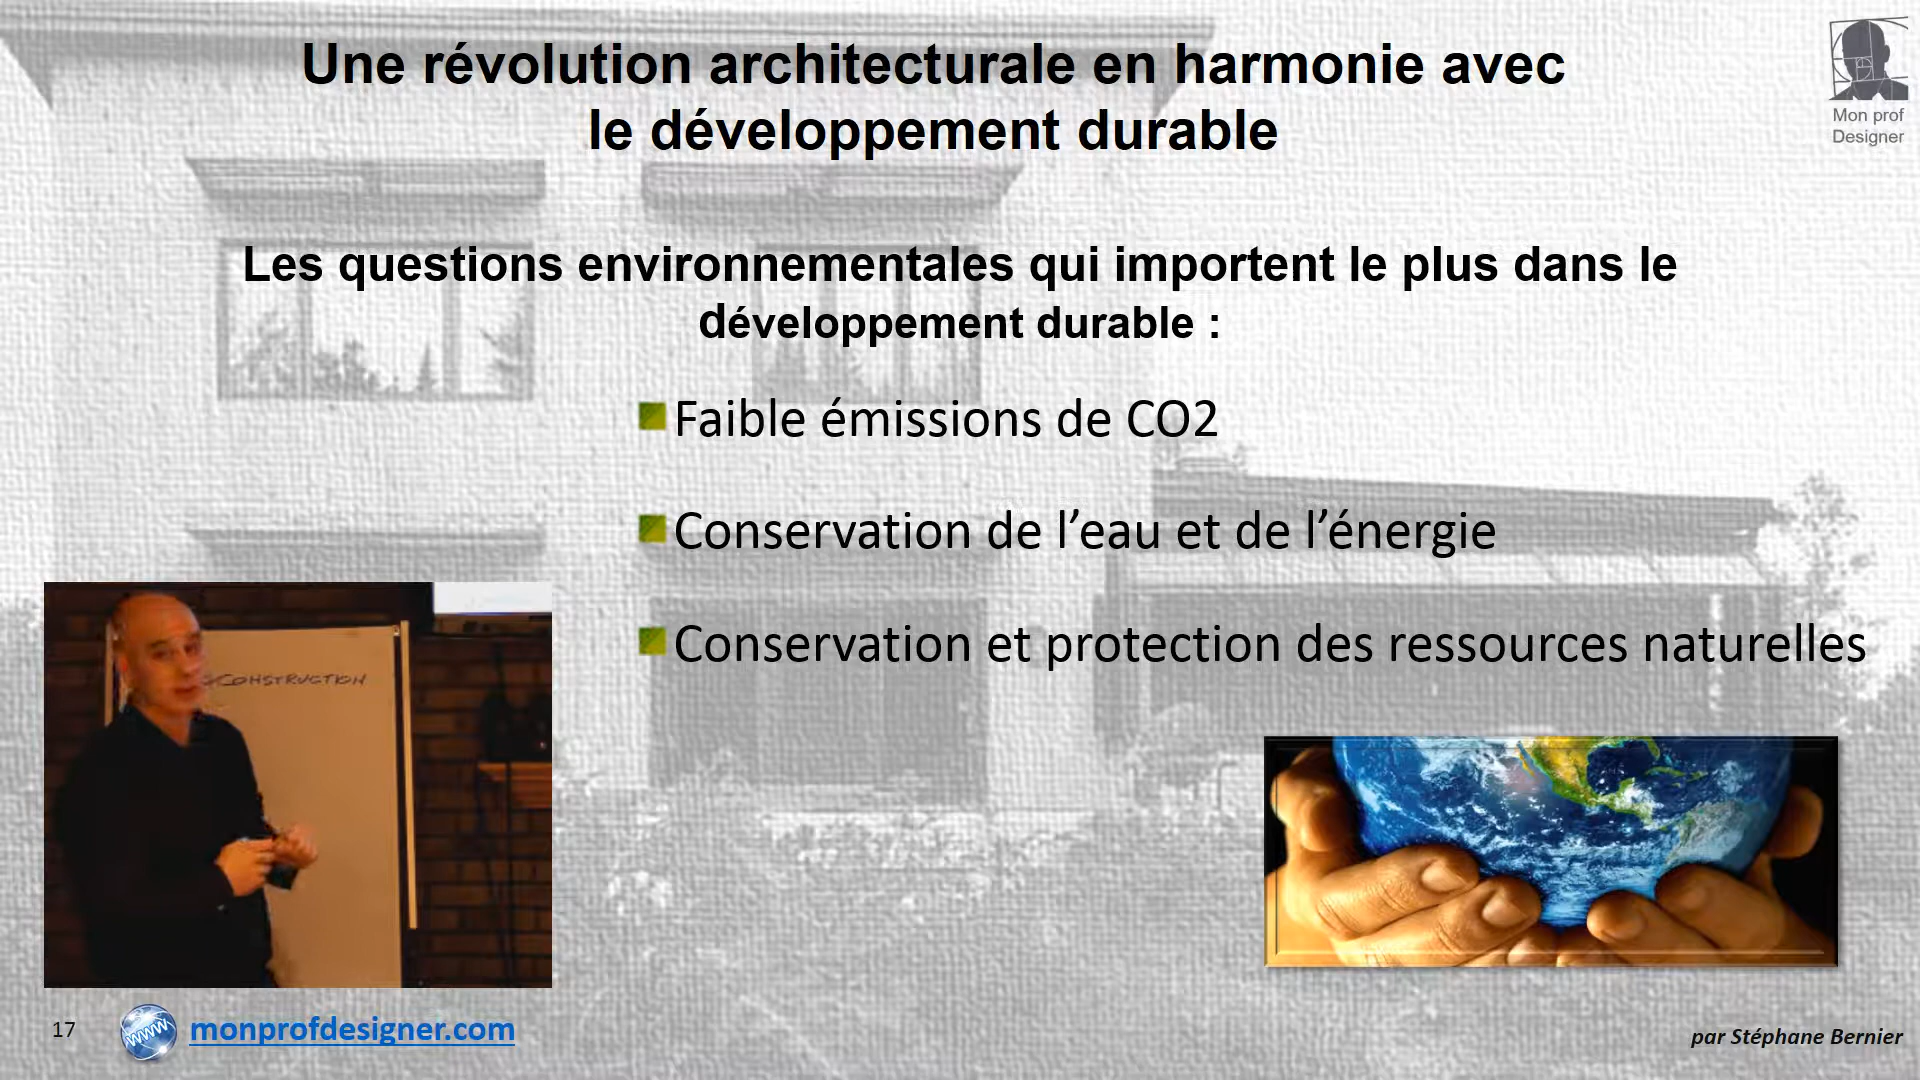 Une révolution architecturale en harmonie avec
le développement durable
Mon prof
Designer
Les questions environnementales qui importent le plus dans le
développement durable :
Faible émissions de CO2
Conservation de l’eau et de l’énergie
Conservation et protection des ressources naturelles
CONSTRUCTION
17
www
monprofdesigner.com
par Stéphane Bernier